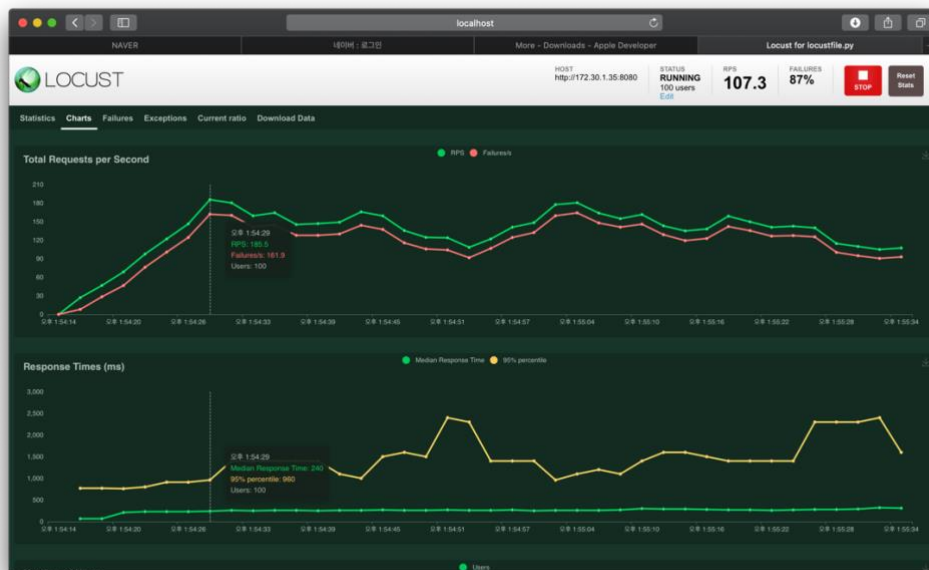 localhost
NAVER
네이버 : 로그인
More - Downloads - Apple Developer
Locust for locustfile.py
LOCUST
HOST
http://172.30.1.35:8080
STATUS
RUNNING
100 users
Edit
RPS
107.3
FAILURES
87%
STOP
Reset Stats
Statistics Charts Failures Exceptions Current ratio Download Data
Total Requests per Second
RPS Failures/s
210
180
150
120
90
60
30
0
오후 1:54:29
RPS: 185.5
Failures/s: 161.9
Users: 100
오후 1:54:14 오후 1:54:20 오후 1:54:26 오후 1:54:33 오후 1:54:39 오후 1:54:45 오후 1:54:51 오후 1:54:57 오후 1:55:04 오후 1:55:10 오후 1:55:16 오후 1:55:22 오후 1:55:28 오후 1:55:34
Response Times (ms)
Median Response Time 95% percentile
3,000
2,500
2,000
1,500
1,000
500
0
오후 1:54:29
Median Response Time: 240
95% percentile: 960
Users: 100
오후 1:54:14 오후 1:54:20 오후 1:54:26 오후 1:54:33 오후 1:54:39 오후 1:54:45 오후 1:54:51 오후 1:54:57 오후 1:55:04 오후 1:55:10 오후 1:55:16 오후 1:55:22 오후 1:55:28 오후 1:55:34
Users